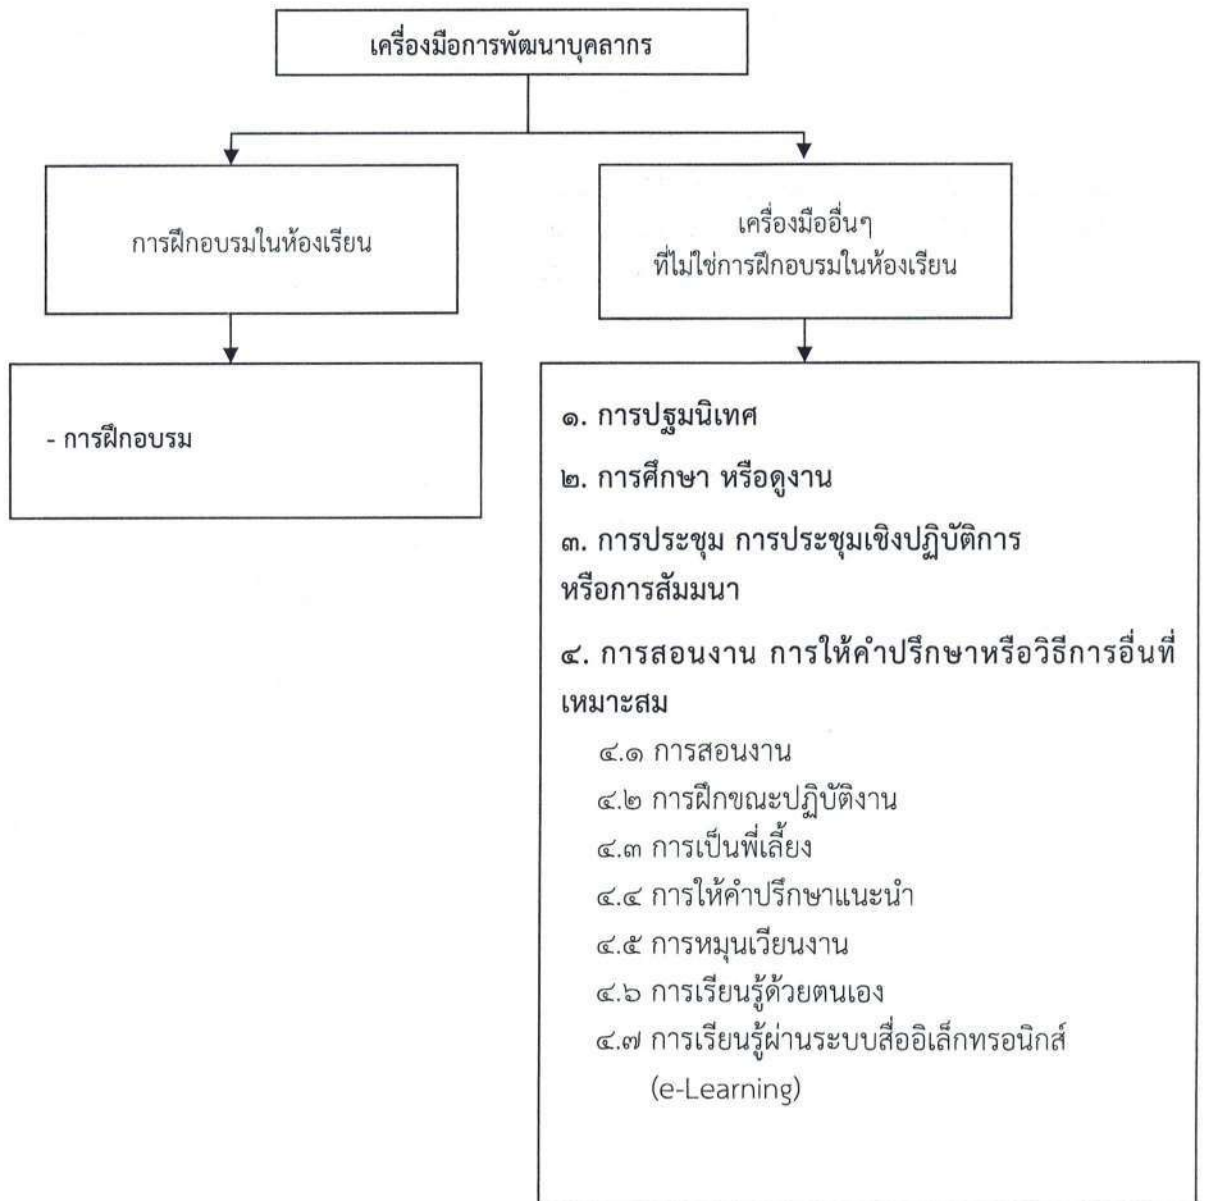 เครื่องมือการพัฒนาบุคลากร
การฝึกอบรมในห้องเรียน
เครื่องมืออื่นๆ
ที่ไม่ใช่การฝึกอบรมในห้องเรียน
- การฝึกอบรม
๑. การปฐมนิเทศ
๒. การศึกษา หรือดูงาน
๓. การประชุม การประชุมเชิงปฏิบัติการ
หรือการสัมมนา
๔. การสอนงาน การให้คำปรึกษาหรือวิธีการอื่นที่
เหมาะสม
๔.๑ การสอนงาน
๔.๒ การฝึกขณะปฏิบัติงาน
๔.๓ การเป็นพี่เลี้ยง
๔.๔ การให้คำปรึกษาแนะนำ
๔.๕ การหมุนเวียนงาน
๔.๖ การเรียนรู้ด้วยตนเอง
๔.๗ การเรียนรู้ผ่านระบบสื่ออิเล็กทรอนิกส์
(e-Learning)